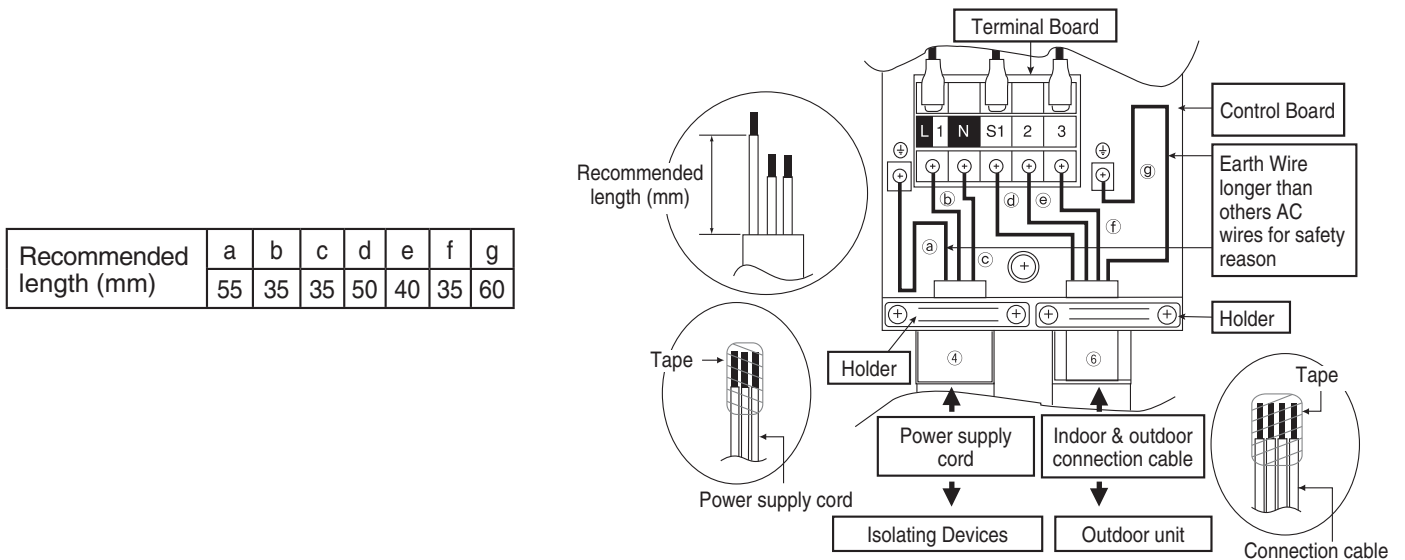 Recommended length (mm) a b c d e f g
55 35 35 50 40 35 60
Terminal Board
Recommended
length (mm)
L 1 N S1 2 3
Control Board
Earth Wire
longer than
others AC
wires for safety
reason
ⓐ
ⓑ
ⓒ
ⓓ
ⓔ
ⓕ
ⓖ
Holder
Holder
④
⑥
Tape
Power supply cord
Power supply
cord
Indoor & outdoor
connection cable
Isolating Devices
Outdoor unit
Tape
Connection cable